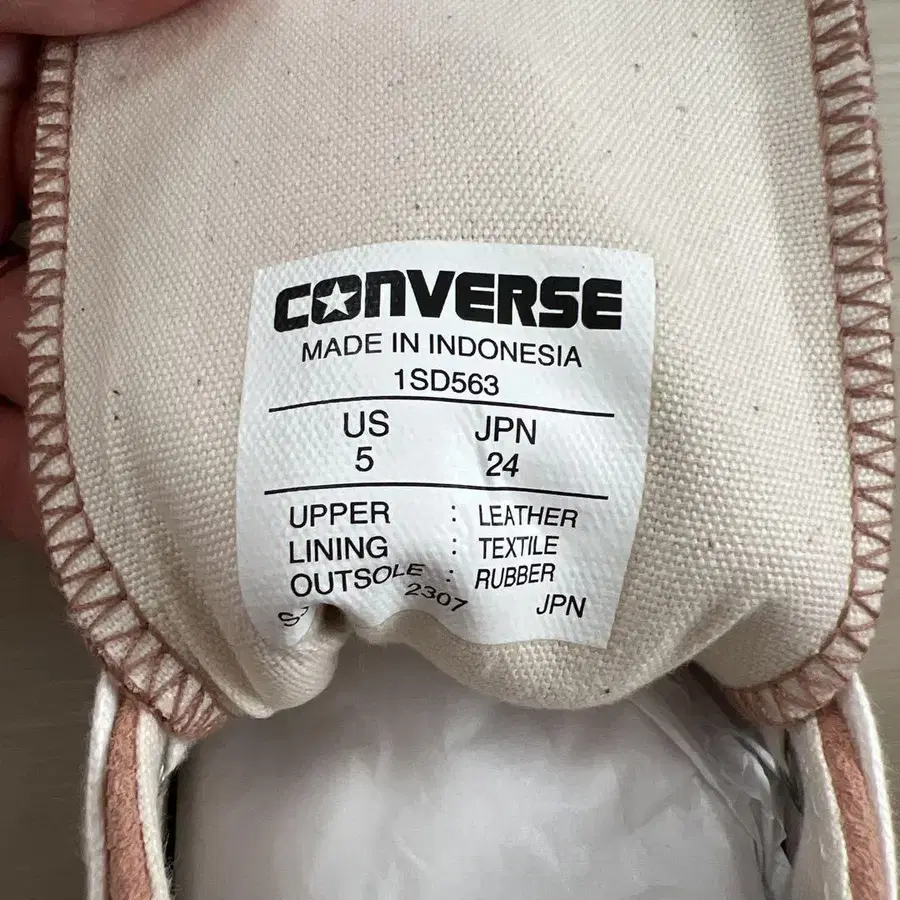 CONVERSE
MADE IN INDONESIA
1SD563
US JPN
5 24
UPPER : LEATHER
LINING : TEXTILE
OUTSOLE : RUBBER
2307 JPN